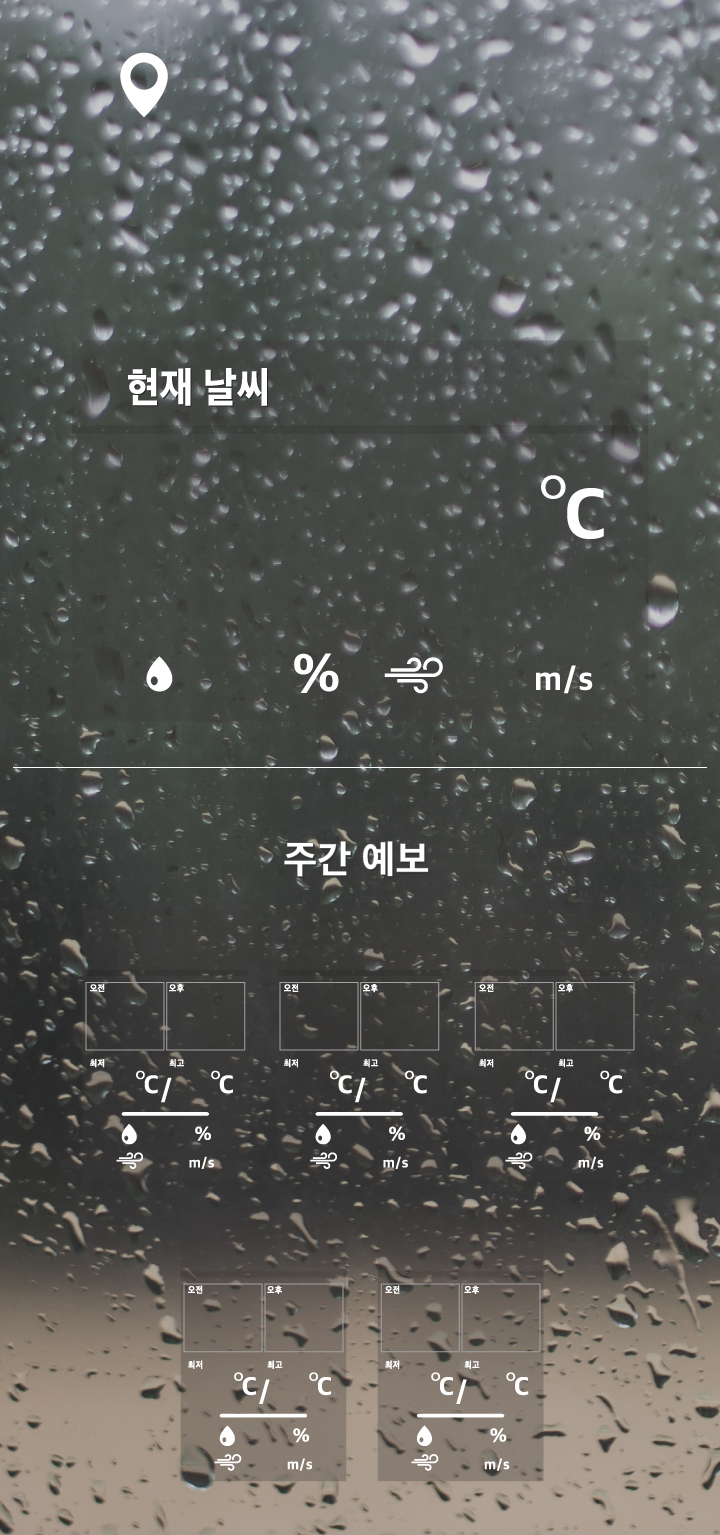 현재 날씨
℃
% m/s
주간 예보
오전 오후 오전 오후 오전 오후
최저 최고 최저 최고 최저 최고
℃/ ℃ ℃/ ℃ ℃/ ℃
% % %
m/s m/s m/s
오전 오후 오전 오후
최저 최고 최저 최고
℃/ ℃ ℃/ ℃
% %
m/s m/s